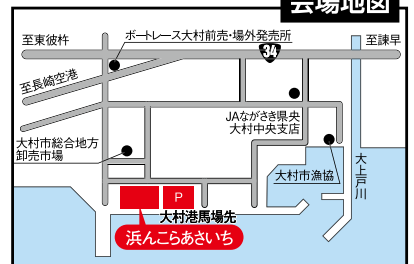 会場地図
至東彼杵
ボートレース大村前売・場外発売所
34
至諫早
至長崎空港
JAながさき県央
大村中央支店
大村市総合地方
卸売市場
大村市漁協
大上戸川
P
大村港馬場先
浜んこらあさいち